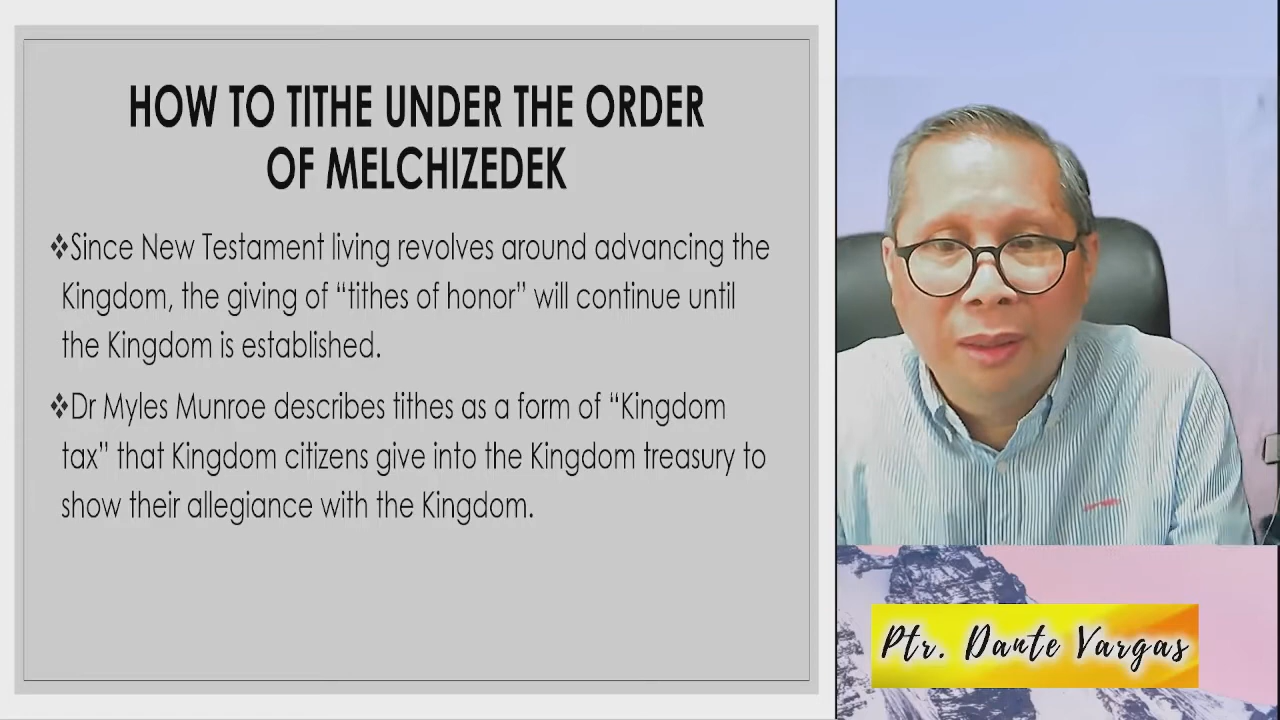 HOW TO TITHE UNDER THE ORDER
OF MELCHIZEDEK
❖Since New Testament living revolves around advancing the
Kingdom, the giving of “tithes of honor” will continue until
the Kingdom is established.
❖Dr Myles Munroe describes tithes as a form of “Kingdom
tax” that Kingdom citizens give into the Kingdom treasury to
show their allegiance with the Kingdom.
Ptr. Dante Vargas